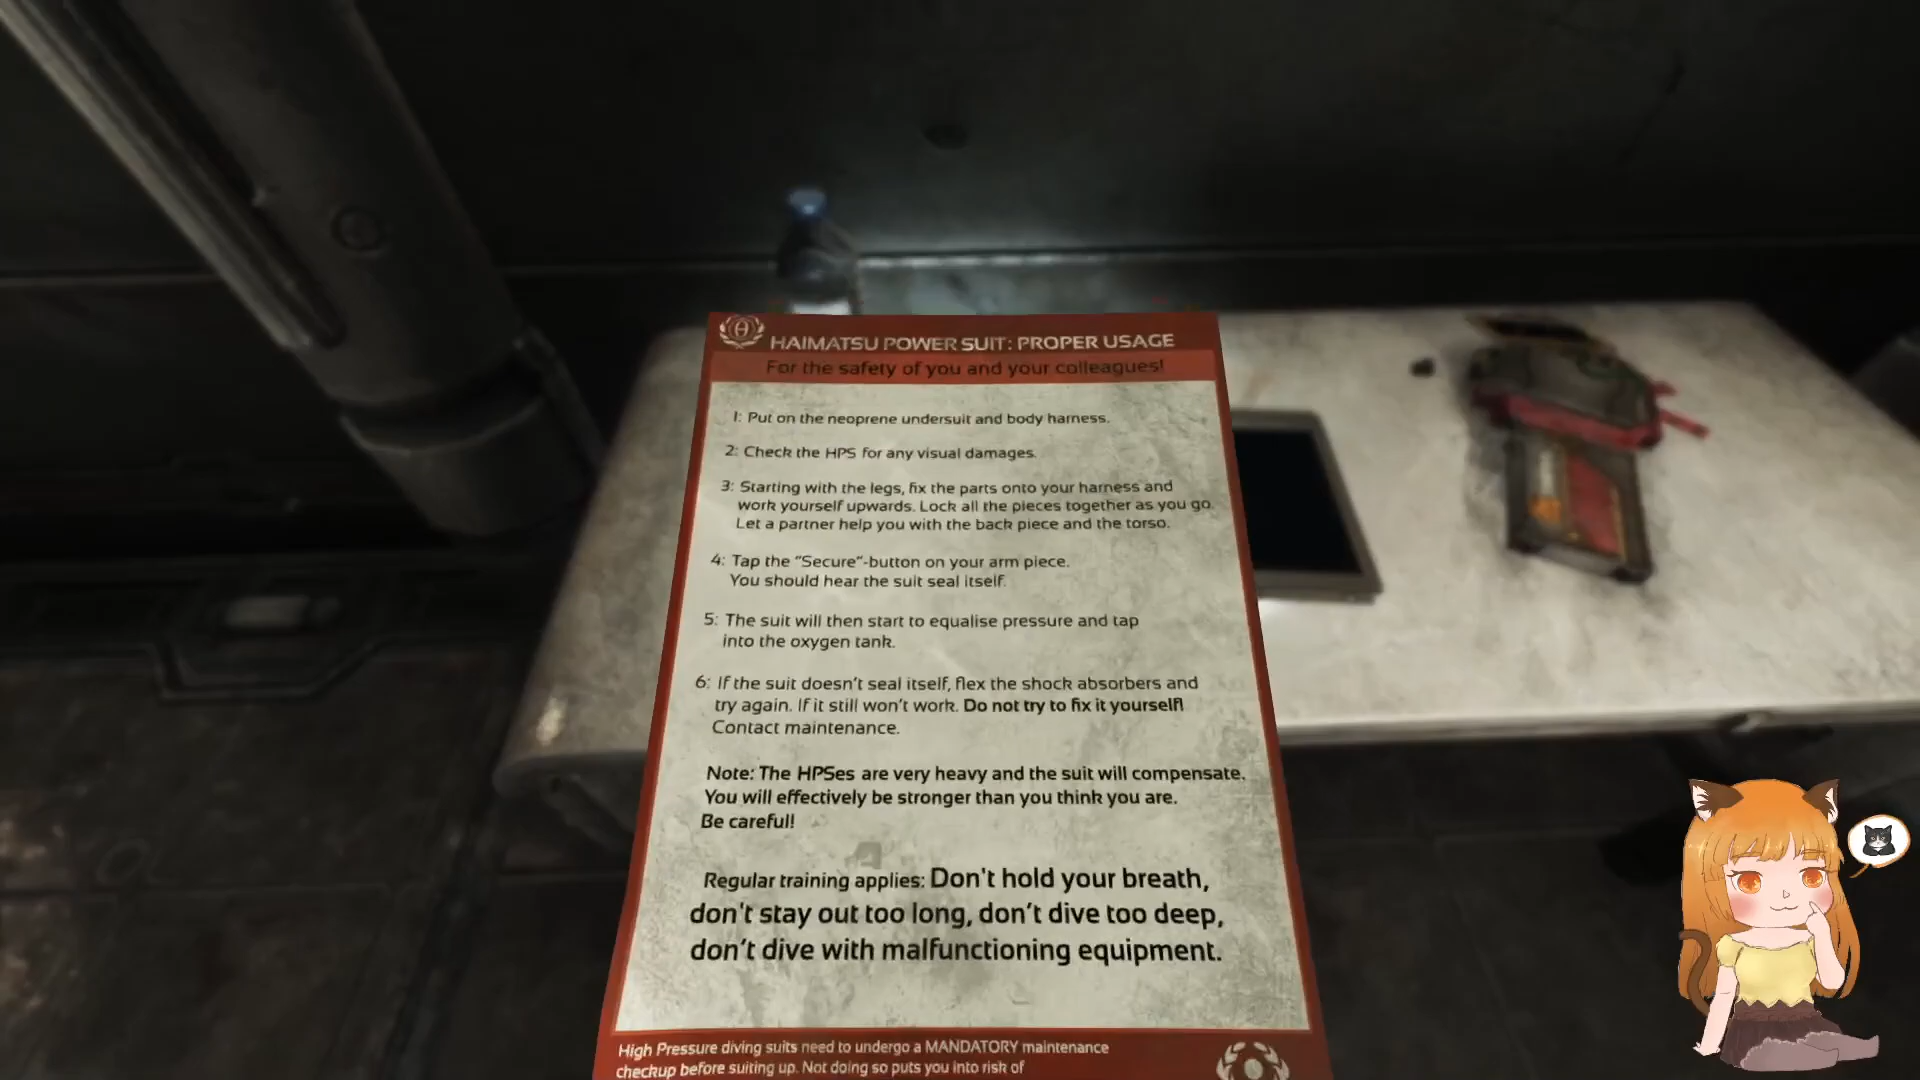 HAIMATSU POWER SUIT: PROPER USAGE
For the safety of you and your colleagues!
1: Put on the neoprene undersuit and body harness.
2: Check the HPS for any visual damages.
3: Starting with the legs, fix the parts onto your harness and
work yourself upwards. Lock all the pieces together as you go.
Let a partner help you with the back piece and the torso.
4: Tap the “Secure”-button on your arm piece.
You should hear the suit seal itself.
5: The suit will then start to equalise pressure and tap
into the oxygen tank.
6: If the suit doesn't seal itself, flex the shock absorbers and
try again. If it still won't work. Do not try to fix it yourself!
Contact maintenance.
Note: The HPSes are very heavy and the suit will compensate.
You will effectively be stronger than you think you are.
Be careful!
Regular training applies: Don't hold your breath,
don't stay out too long, don't dive too deep,
don't dive with malfunctioning equipment.
High Pressure diving suits need to undergo a MANDATORY maintenance
checkup before suiting up. Not doing so puts you into risk of